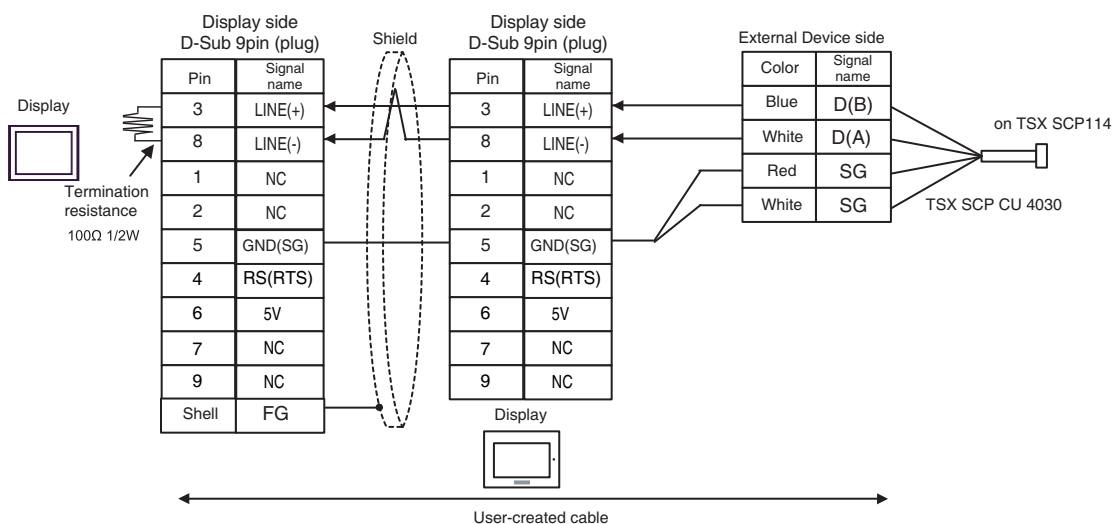 Display side
D-Sub 9pin (plug)
Shield
Display side
D-Sub 9pin (plug)
External Device side
Display
Termination
resistance
100Ω 1/2W
Pin Signal name
3 LINE(+)
8 LINE(-)
1 NC
2 NC
5 GND(SG)
4 RS(RTS)
6 5V
7 NC
9 NC
Shell FG
Pin Signal name
3 LINE(+)
8 LINE(-)
1 NC
2 NC
5 GND(SG)
4 RS(RTS)
6 5V
7 NC
9 NC
Display
Color Signal name
Blue D(B)
White D(A)
Red SG
White SG
on TSX SCP114
TSX SCP CU 4030
User-created cable